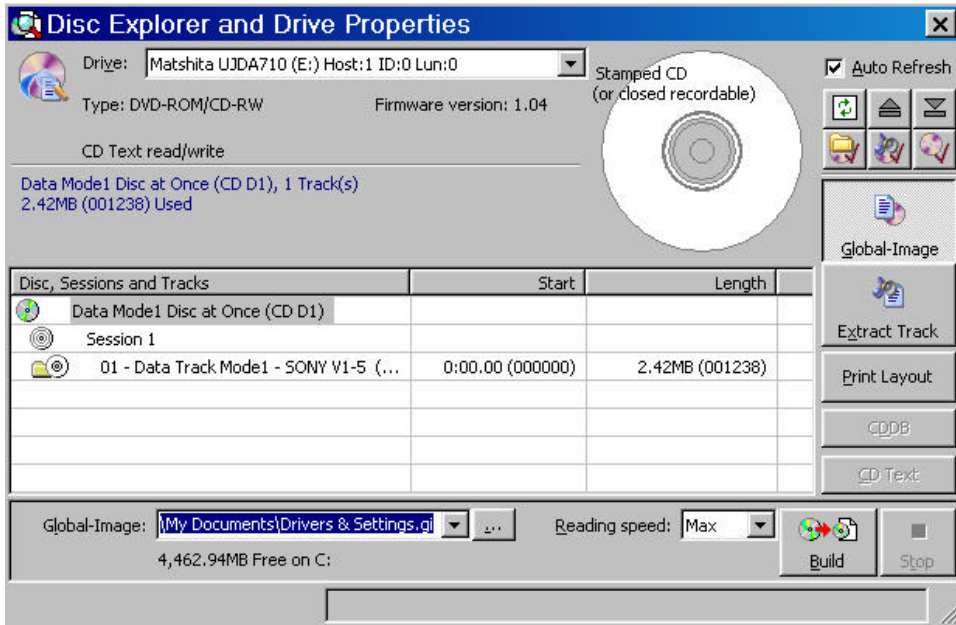 Disc Explorer and Drive Properties
Drive: Matshita UJDA710 (E:) Host:1 ID:0 Lun:0
Type: DVD-ROM/CD-RW Firmware version: 1.04
CD Text read/write
Stamped CD
(or closed recordable)
Auto Refresh
Data Mode1 Disc at Once (CD D1), 1 Track(s)
2.42MB (001238) Used
Global-Image
Disc, Sessions and Tracks Start Length
Data Mode1 Disc at Once (CD D1)
Session 1
01 - Data Track Mode1 - SONY V1-5 (... 0:00.00 (000000) 2.42MB (001238)
Extract Track
Print Layout
CDDB
CD Text
Global-Image: \My Documents\Drivers & Settings.gi ... Reading speed: Max
4,462.94MB Free on C:
Build Stop